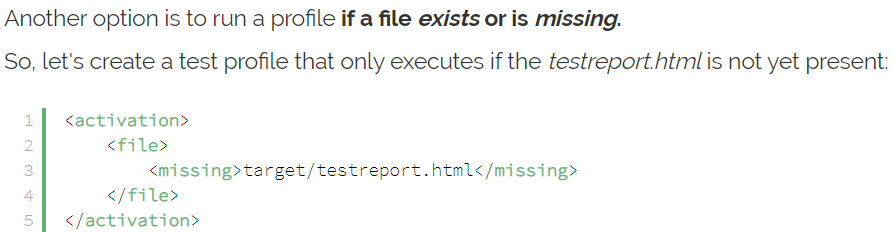 Another option is to run a profile if a file exists or is missing.
So, let's create a test profile that only executes if the testreport.html is not yet present:
1 <activation>
2     <file>
3         <missing>target/testreport.html</missing>
4     </file>
5 </activation>